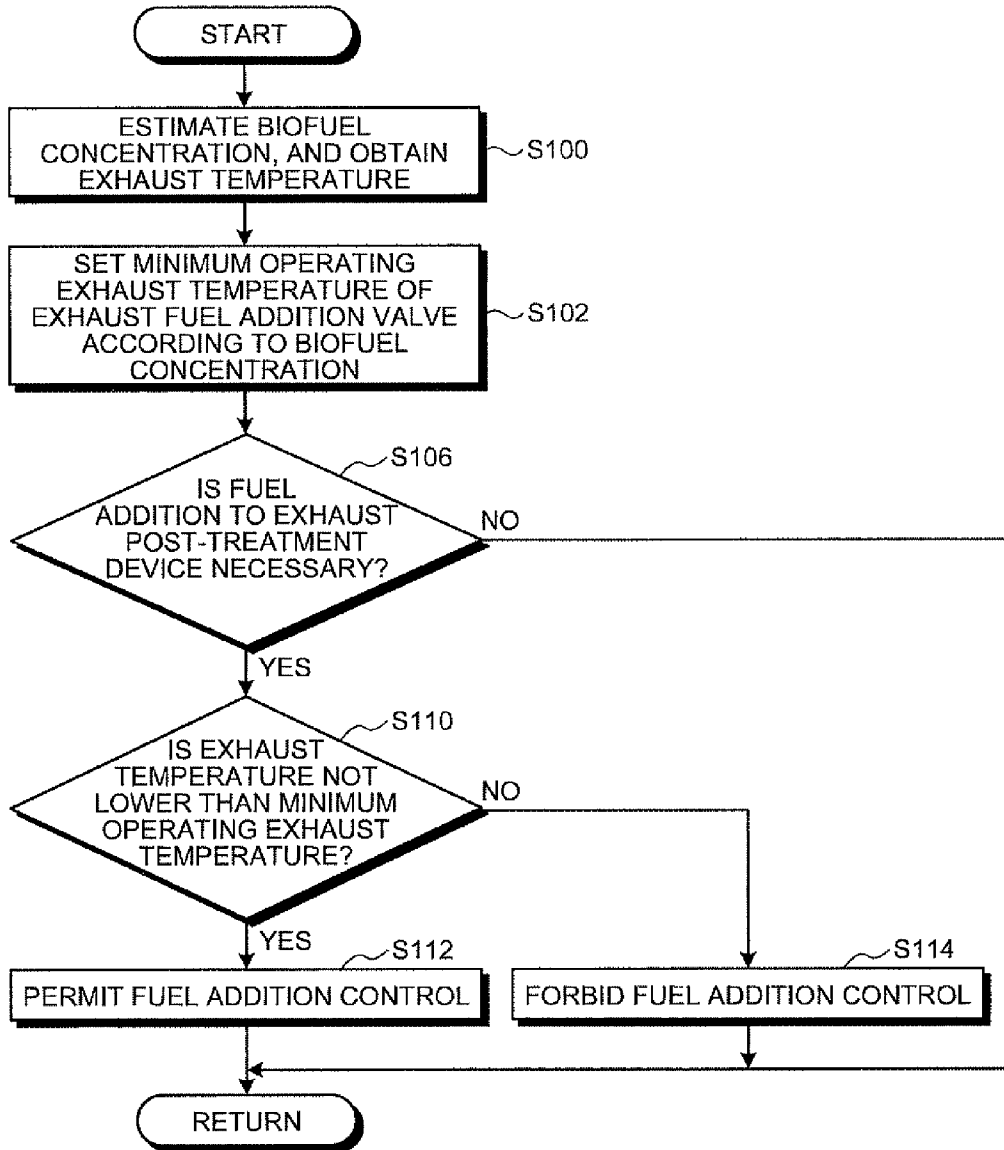 START
ESTIMATE BIOFUEL
CONCENTRATION, AND OBTAIN
EXHAUST TEMPERATURE
S100
SET MINIMUM OPERATING
EXHAUST TEMPERATURE OF
EXHAUST FUEL ADDITION VALVE
ACCORDING TO BIOFUEL
CONCENTRATION
S102
S106
IS FUEL
ADDITION TO EXHAUST
POST-TREATMENT
DEVICE NECESSARY?
NO
YES
S110
IS EXHAUST
TEMPERATURE NOT
LOWER THAN MINIMUM
OPERATING EXHAUST
TEMPERATURE?
NO
YES
S112
PERMIT FUEL ADDITION CONTROL
S114
FORBID FUEL ADDITION CONTROL
RETURN